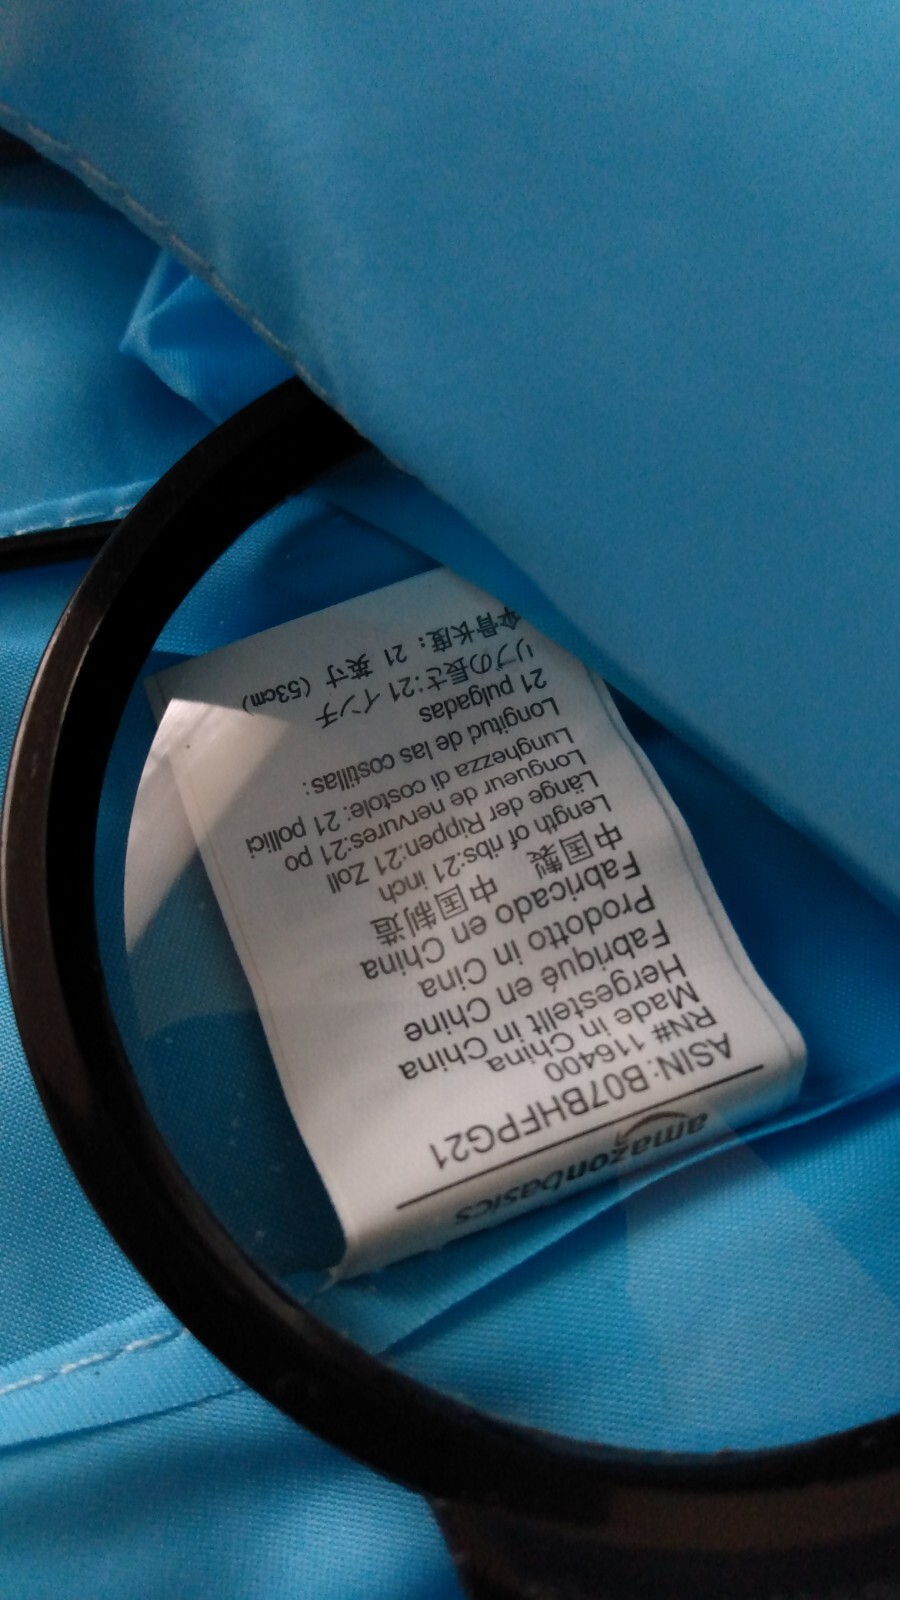 amazonbasics
ASIN: B07BHFPG21
RN# 116400
Made in China
Hergestellt in China
Fabriqué en Chine
Prodotto in Cina
Fabricado en China
中国製 中国制造
Length of ribs:21 inch
Länge der Rippen:21 Zoll
Longueur de nervures:21 po
Lunghezza di costole: 21 pollici
Longitud de las costillas:
21 pulgadas
リブの長さ:21 インチ
伞骨长度：21 英寸 (53cm)